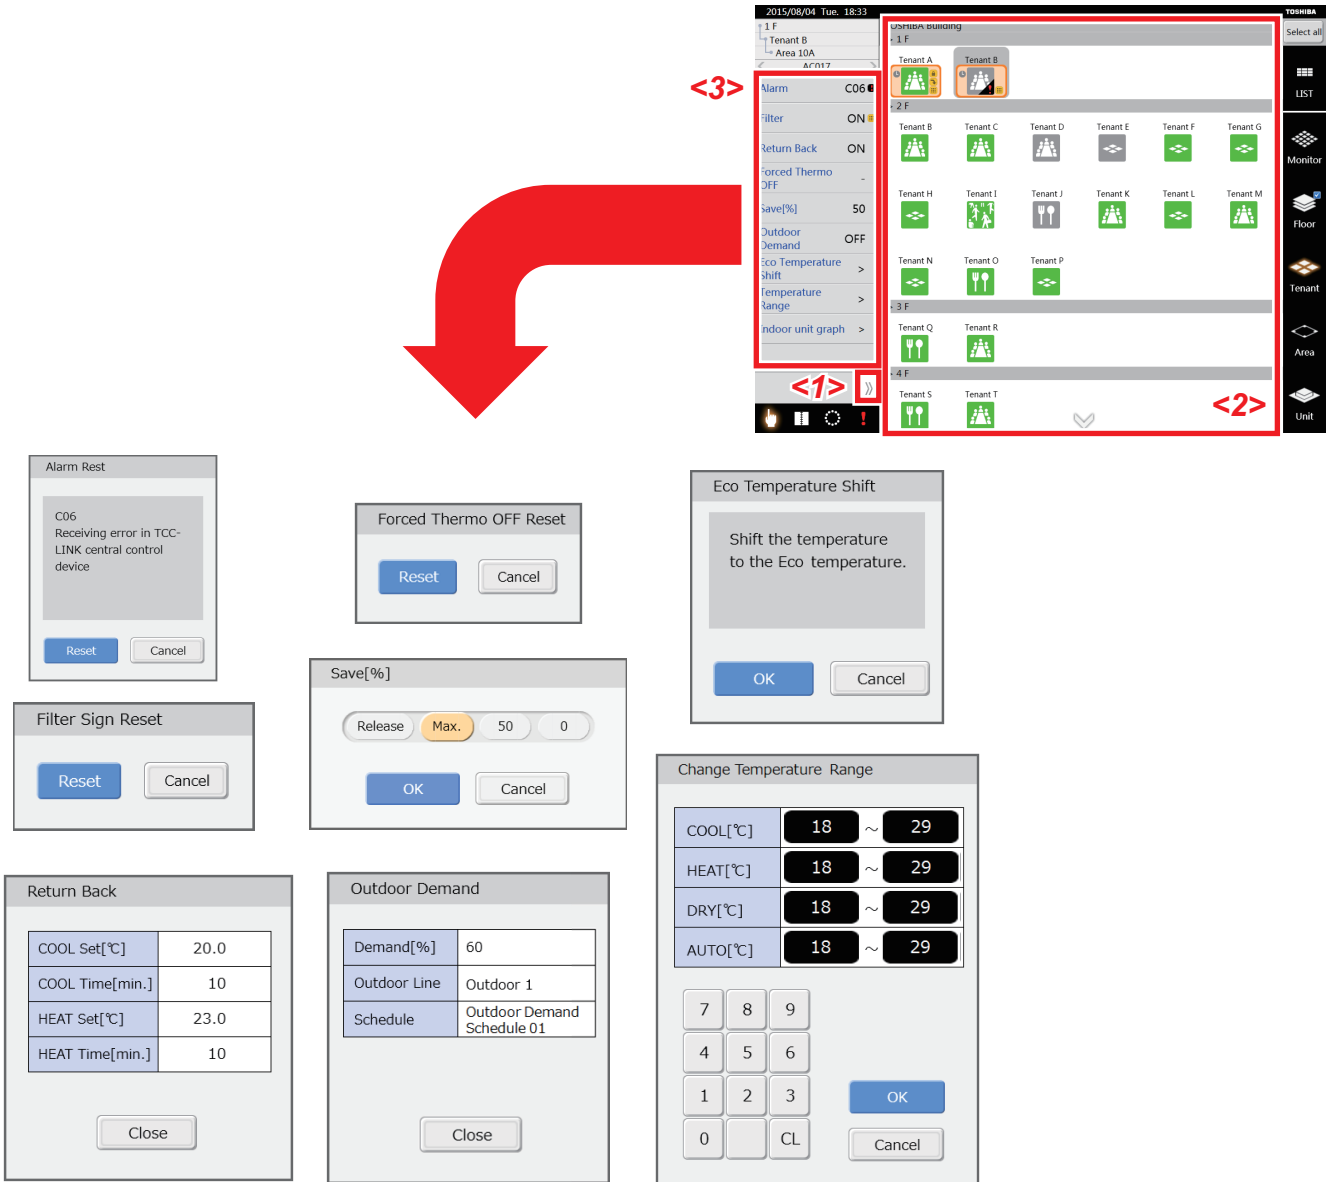 2015/08/04 Tue. 18:33
TOSHIBA
1 F
Tenant B
Area 10A
AC017
<3>
Alarm C06
Filter ON
Return Back ON
Forced Thermo
OFF -
Save[%] 50
Outdoor
Demand OFF
Eco Temperature
Shift >
Temperature
Range >
Indoor unit graph >
<1>
TOSHIBA Building
1 F
Tenant A Tenant B
2 F
Tenant B Tenant C Tenant D Tenant E Tenant F Tenant G
Tenant H Tenant I Tenant J Tenant K Tenant L Tenant M
Tenant N Tenant O Tenant P
3 F
Tenant Q Tenant R
4 F
Tenant S Tenant T
<2>
Select all
LIST
Monitor
Floor
Tenant
Area
Unit
Alarm Rest
C06
Receiving error in TCC-
LINK central control
device
Reset Cancel
Forced Thermo OFF Reset
Reset Cancel
Eco Temperature Shift
Shift the temperature
to the Eco temperature.
OK Cancel
Filter Sign Reset
Reset Cancel
Save[%]
Release Max. 50 0
OK Cancel
Change Temperature Range
COOL[℃] 18 ~ 29
HEAT[℃] 18 ~ 29
DRY[℃] 18 ~ 29
AUTO[℃] 18 ~ 29
7 8 9
4 5 6
1 2 3
0 CL
OK
Cancel
Return Back
COOL Set[℃] 20.0
COOL Time[min.] 10
HEAT Set[℃] 23.0
HEAT Time[min.] 10
Close
Outdoor Demand
Demand[%] 60
Outdoor Line Outdoor 1
Schedule Outdoor Demand
Schedule 01
Close